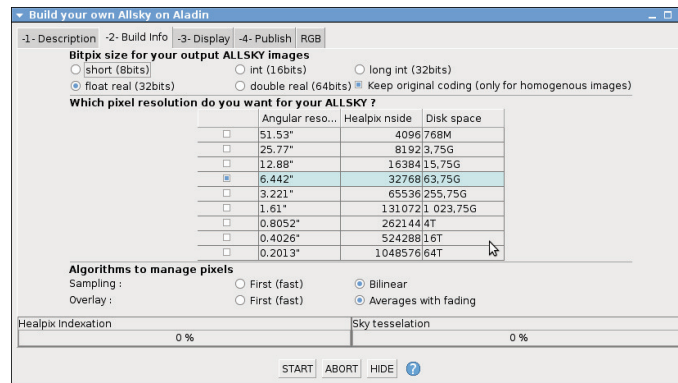 Build your own Allsky on Aladin
-1- Description -2- Build Info -3- Display -4- Publish RGB
Bitpix size for your output ALLSKY images
short (8bits) int (16bits) long int (32bits)
float real (32bits) double real (64bits) Keep original coding (only for homogenous images)
Which pixel resolution do you want for your ALLSKY ?
Angular reso... Healpix nside Disk space
51.53" 4096 768M
25.77" 8192 3,75G
12.88" 16384 15,75G
6.442" 32768 63,75G
3.221" 65536 255,75G
1.61" 131072 1 023,75G
0.8052" 262144 4T
0.4026" 524288 16T
0.2013" 1048576 64T
Algorithms to manage pixels
Sampling : First (fast) Bilinear
Overlay : First (fast) Averages with fading
Healpix Indexation Sky tesselation
0 % 0 %
START ABORT HIDE ?